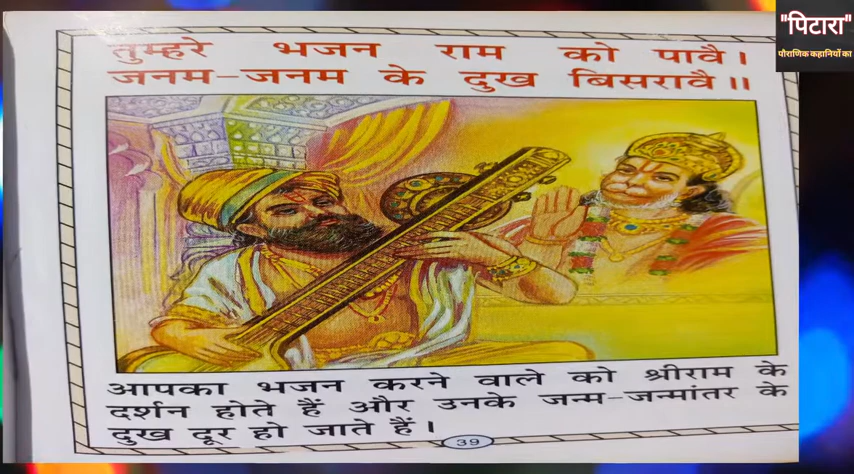 "पिटारा"
पौराणिक कहानियों का
तुम्हरे भजन राम को पावै।
जनम-जनम के दुख बिसरावै।।
आपका भजन करने वाले को श्रीराम के
दर्शन होते हैं और उनके जन्म-जन्मांतर के
दुख दूर हो जाते हैं।
39